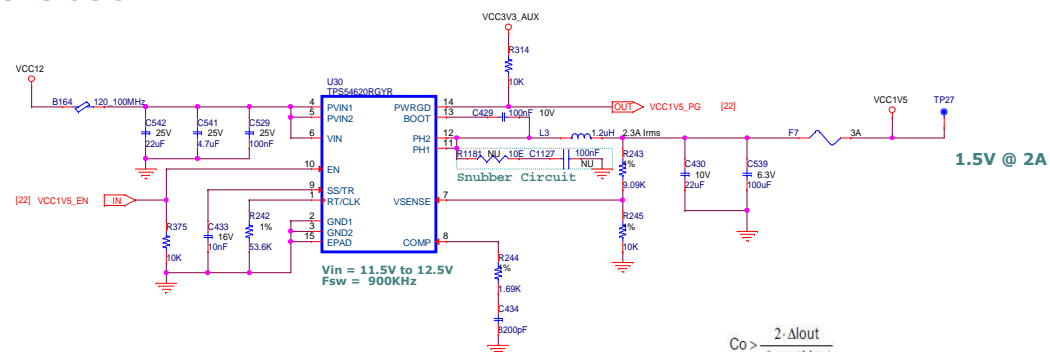 VCC3V3_AUX
R314
10K
VCC12
B164
120_100MHz
C542
25V
22uF
C541
25V
4.7uF
C529
25V
100nF
U30
TPS54620RGYR
4 PVIN1
5 PVIN2
6 VIN
10 EN
9 SS/TR
1 RT/CLK
2 GND1
3 GND2
15 EPAD
PWRGD 14
BOOT 13
PH2 12
PH1 11
VSENSE 7
COMP 8
OUT VCC1V5_PG [22]
C429 100nF 10V
L3 1.2uH 2.3A Irms
R1181 NU 10E C1127 100nF
NU
Snubber Circuit
R243
1%
9.09K
R245
1%
10K
C430
10V
22uF
C539
6.3V
100uF
F7 3A
VCC1V5
TP27
1.5V @ 2A
[22] VCC1V5_EN IN
R375
10K
C433
16V
10nF
R242
1%
53.6K
Vin = 11.5V to 12.5V
Fsw = 900KHz
R244
1%
1.69K
C434
8200pF
Co > 2·ΔIout